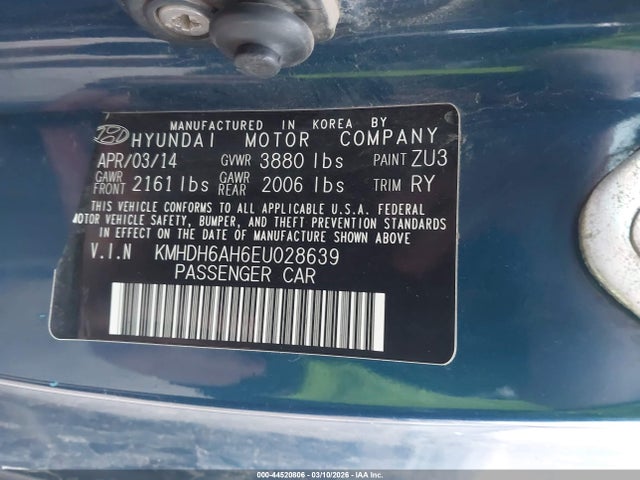 MANUFACTURED IN KOREA BY
HYUNDAI MOTOR COMPANY
APR/03/14 GVWR 3880 lbs PAINT ZU3
GAWR FRONT 2161 lbs GAWR REAR 2006 lbs TRIM RY
THIS VEHICLE CONFORMS TO ALL APPLICABLE U.S.A. FEDERAL
MOTOR VEHICLE SAFETY, BUMPER, AND THEFT PREVENTION STANDARDS
IN EFFECT ON THE DATE OF MANUFACTURE SHOWN ABOVE.
V.I.N KMHDH6AH6EU028639
PASSENGER CAR
000-44520806 - 03/10/2026 - IAA Inc.